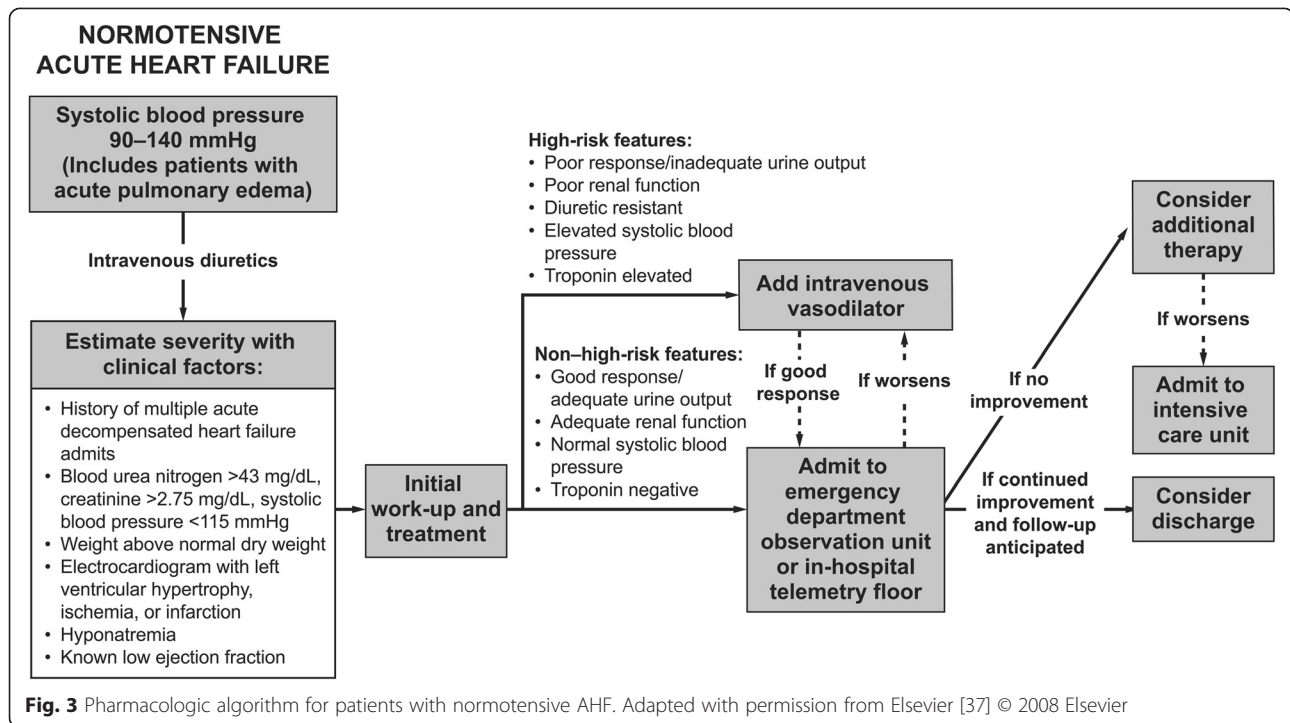 NORMOTENSIVE
ACUTE HEART FAILURE
Systolic blood pressure
90–140 mmHg
(Includes patients with
acute pulmonary edema)
Intravenous diuretics
Estimate severity with
clinical factors:
• History of multiple acute
decompensated heart failure
admits
• Blood urea nitrogen >43 mg/dL,
creatinine >2.75 mg/dL, systolic
blood pressure <115 mmHg
• Weight above normal dry weight
• Electrocardiogram with left
ventricular hypertrophy,
ischemia, or infarction
• Hyponatremia
• Known low ejection fraction
Initial
work-up and
treatment
High-risk features:
• Poor response/inadequate urine output
• Poor renal function
• Diuretic resistant
• Elevated systolic blood
pressure
• Troponin elevated
Add intravenous
vasodilator
Non–high-risk features:
• Good response/
adequate urine output
• Adequate renal function
• Normal systolic blood
pressure
• Troponin negative
If good
response
If worsens
Admit to
emergency
department
observation unit
or in-hospital
telemetry floor
If no
improvement
Consider
additional
therapy
If worsens
Admit to
intensive
care unit
If continued
improvement
and follow-up
anticipated
Consider
discharge
Fig. 3 Pharmacologic algorithm for patients with normotensive AHF. Adapted with permission from Elsevier [37] © 2008 Elsevier